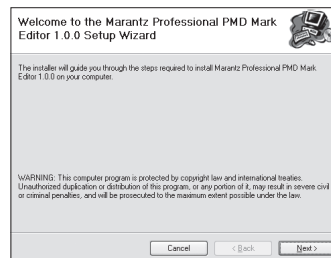 Welcome to the Marantz Professional PMD Mark
Editor 1.0.0 Setup Wizard
The installer will guide you through the steps required to install Marantz Professional PMD Mark
Editor 1.0.0 on your computer.
WARNING: This computer program is protected by copyright law and international treaties.
Unauthorized duplication or distribution of this program, or any portion of it, may result in severe civil
or criminal penalties, and will be prosecuted to the maximum extent possible under the law.
Cancel < Back Next >